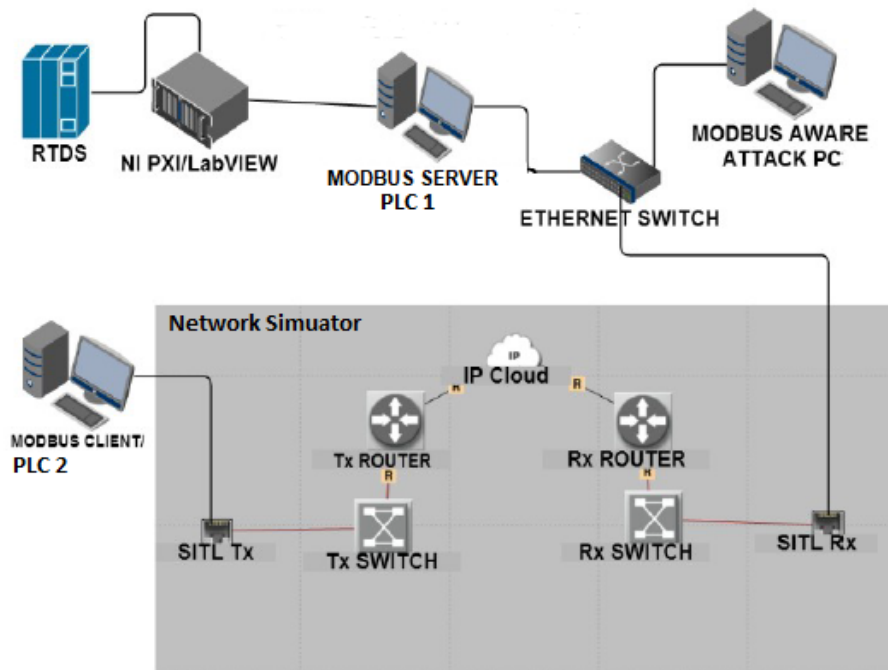 RTDS
NI PXI/LabVIEW
MODBUS SERVER
PLC 1
MODBUS AWARE
ATTACK PC
ETHERNET SWITCH
Network Simuator
MODBUS CLIENT/
PLC 2
IP
IP Cloud
R
R
Tx ROUTER
Rx ROUTER
R
R
SITL Tx
Tx SWITCH
Rx SWITCH
SITL Rx